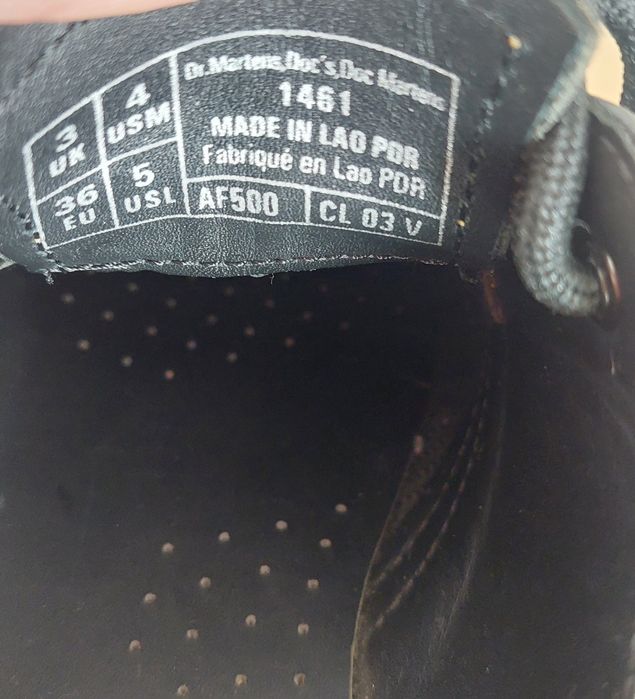 3
UK
4
USM
36
EU
5
USL
Dr.Martens,Doc's,Doc Martens
1461
MADE IN LAO PDR
Fabriqué en Lao PDR
AF500
CL 03 V